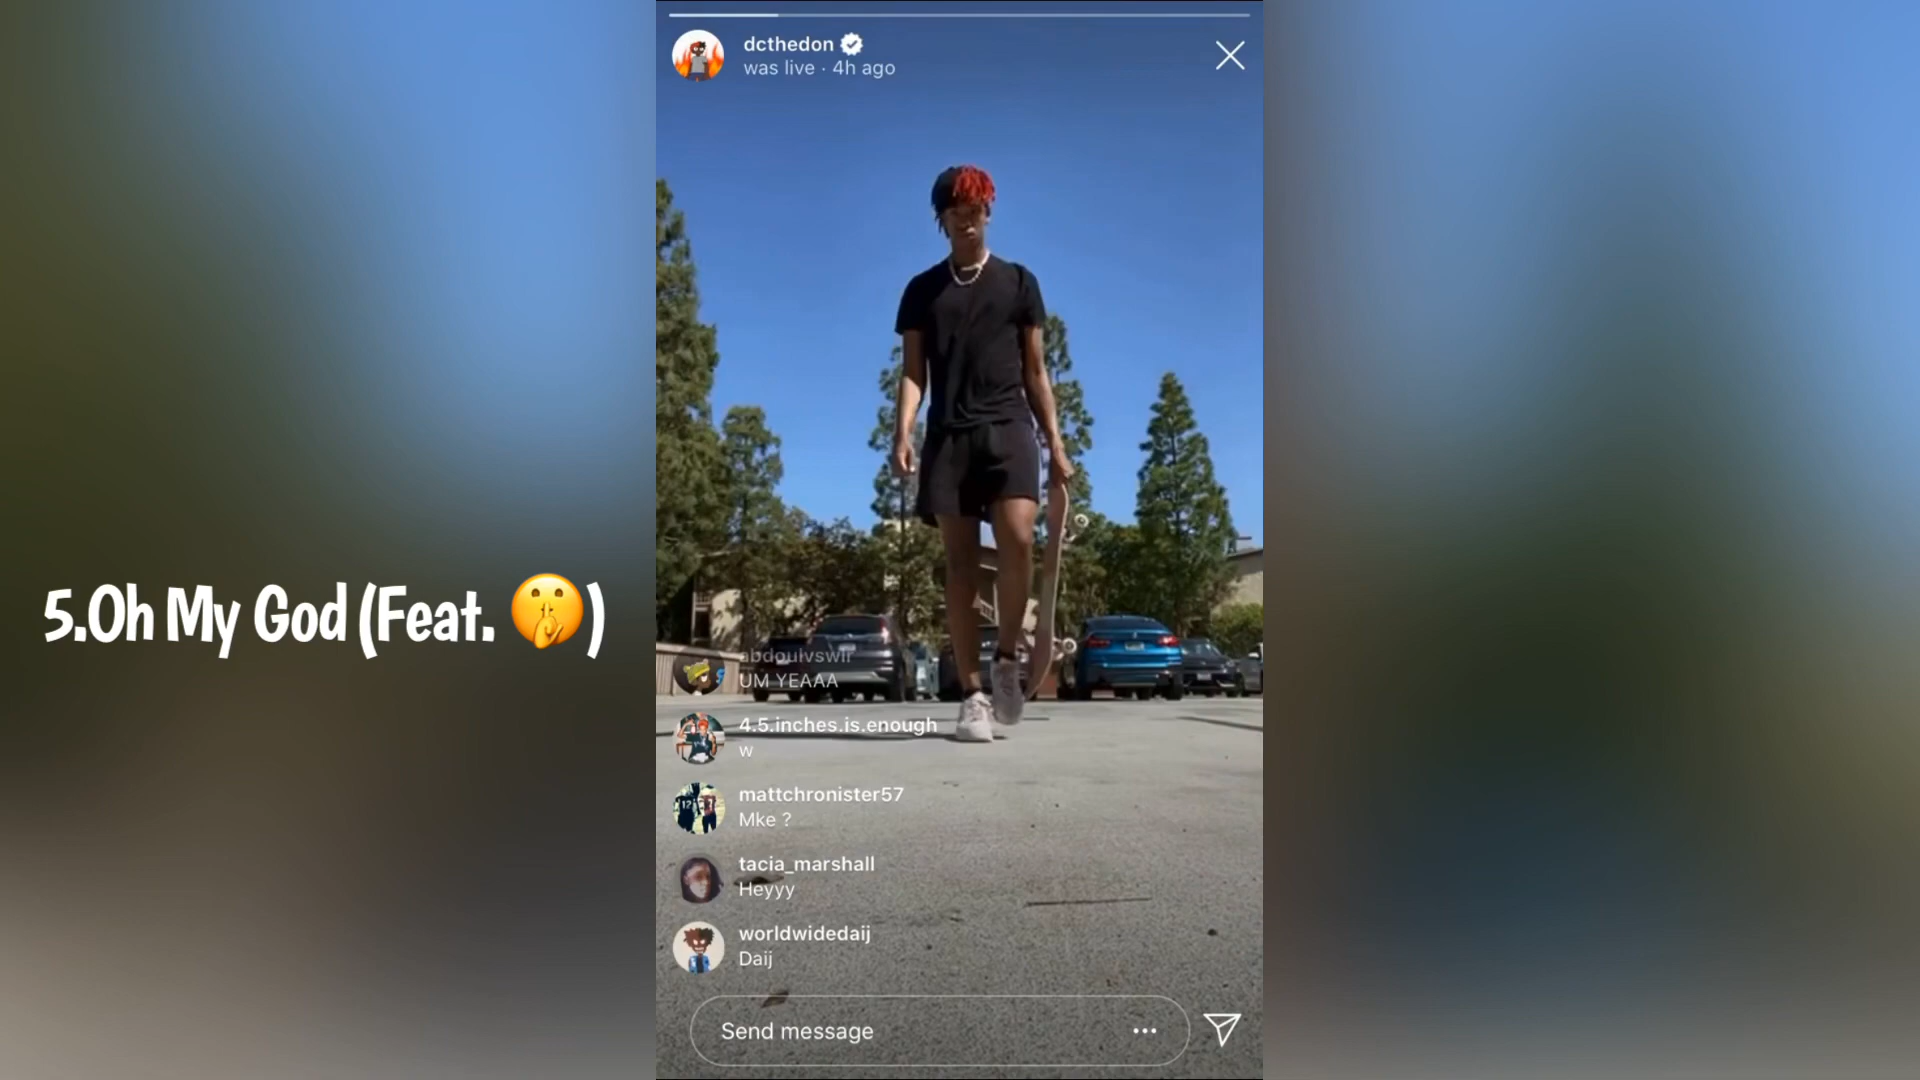 dcthedon
was live · 4h ago
5.Oh My God (Feat. 🤫)
abdoulvswlr
UM YEAAA
4.5.inches.is.enough
w
mattchronister57
Mke ?
tacia_marshall
Heyyy
worldwidedaij
Daij
Send message